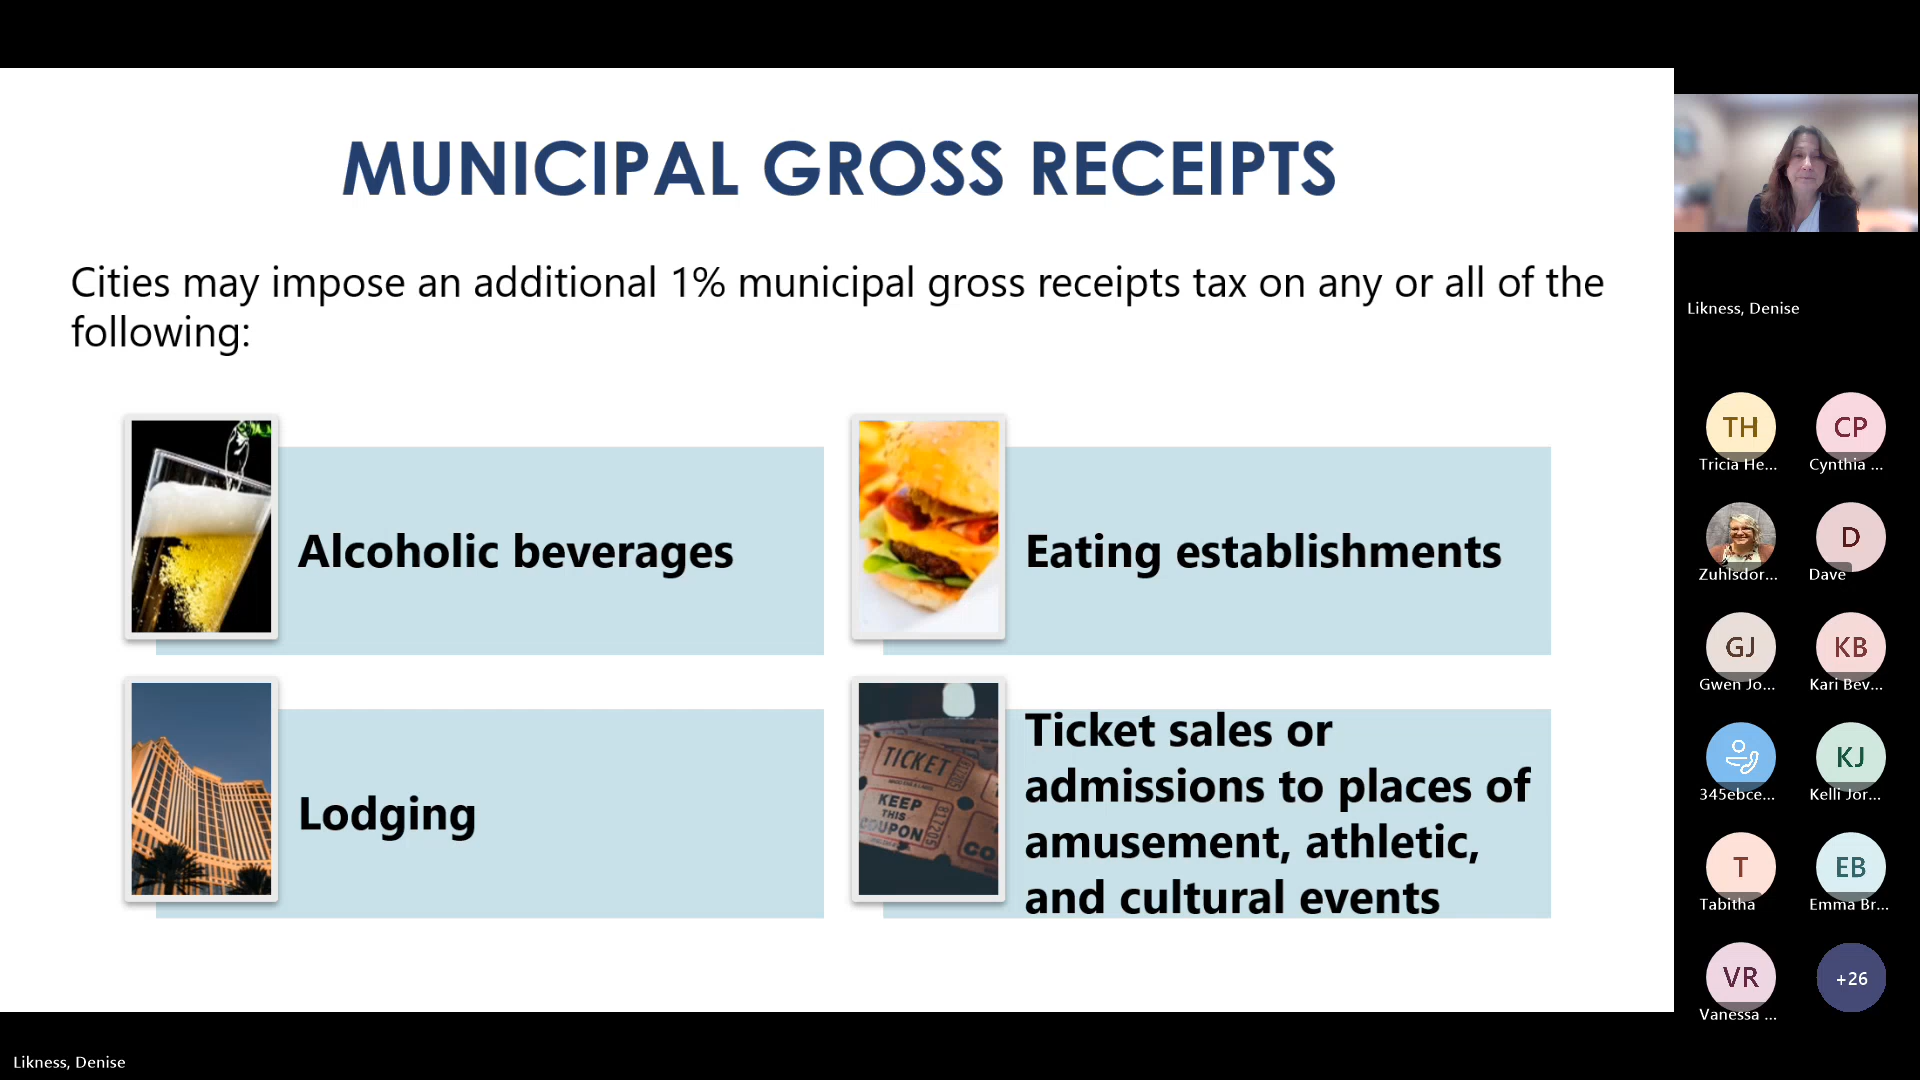 MUNICIPAL GROSS RECEIPTS
Cities may impose an additional 1% municipal gross receipts tax on any or all of the
following:
Alcoholic beverages
Eating establishments
Lodging
TICKET
KEEP
THIS
COUPON
817205
CO
Ticket sales or
admissions to places of
amusement, athletic,
and cultural events
Likness, Denise
TH
Tricia He...
CP
Cynthia ...
Zuhlsdor...
D
Dave
GJ
Gwen Jo...
KB
Kari Bev...
345ebce...
KJ
Kelli Jor...
T
Tabitha
EB
Emma Br...
VR
Vanessa ...
+26
Likness, Denise